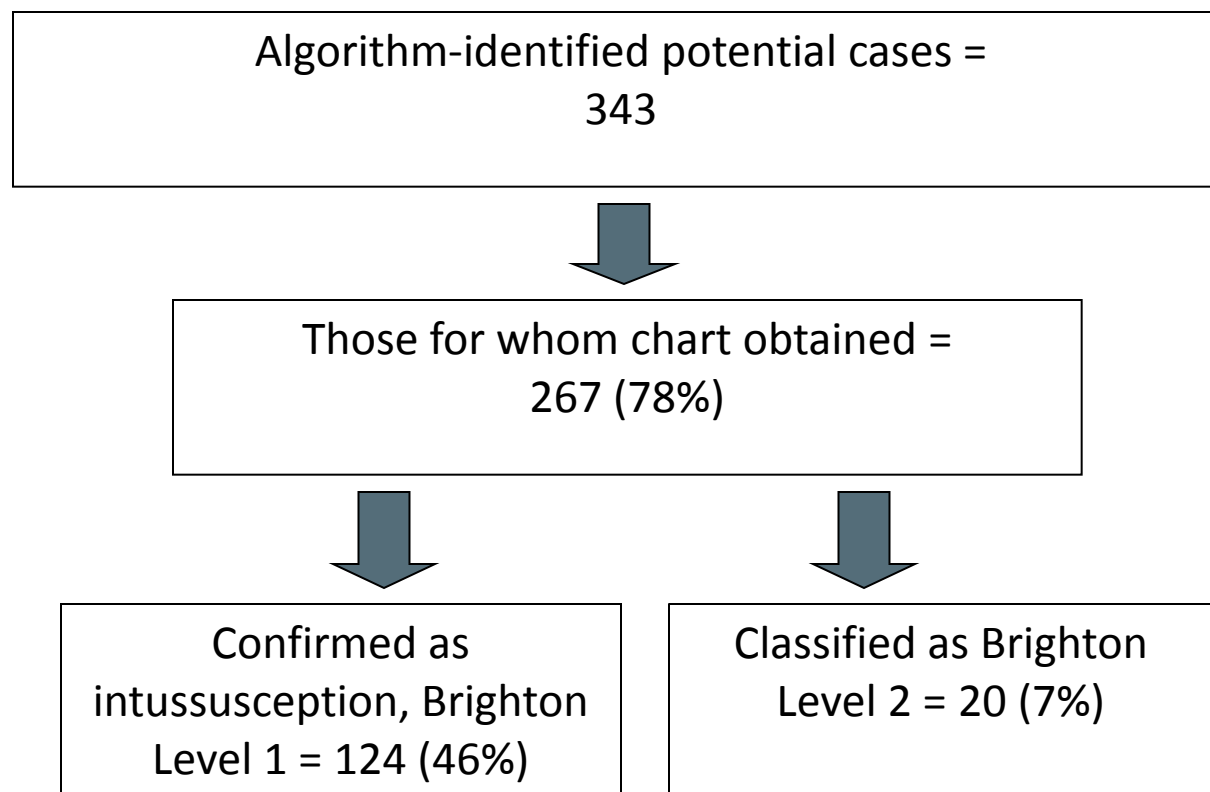 Algorithm-identified potential cases =
343
Those for whom chart obtained =
267 (78%)
Confirmed as
intussusception, Brighton
Level 1 = 124 (46%)
Classified as Brighton
Level 2 = 20 (7%)